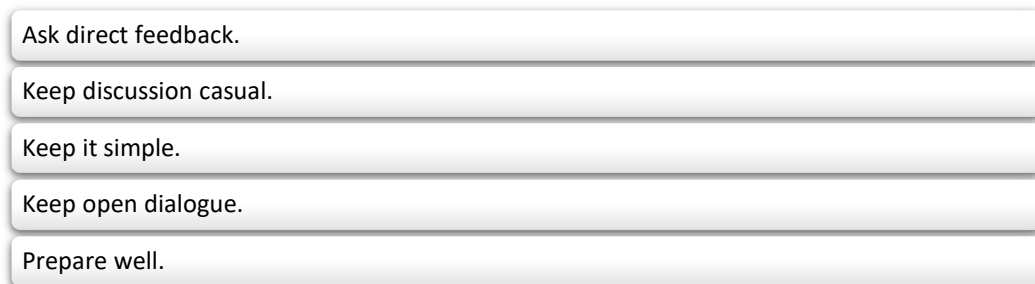 Ask direct feedback.
Keep discussion casual.
Keep it simple.
Keep open dialogue.
Prepare well.